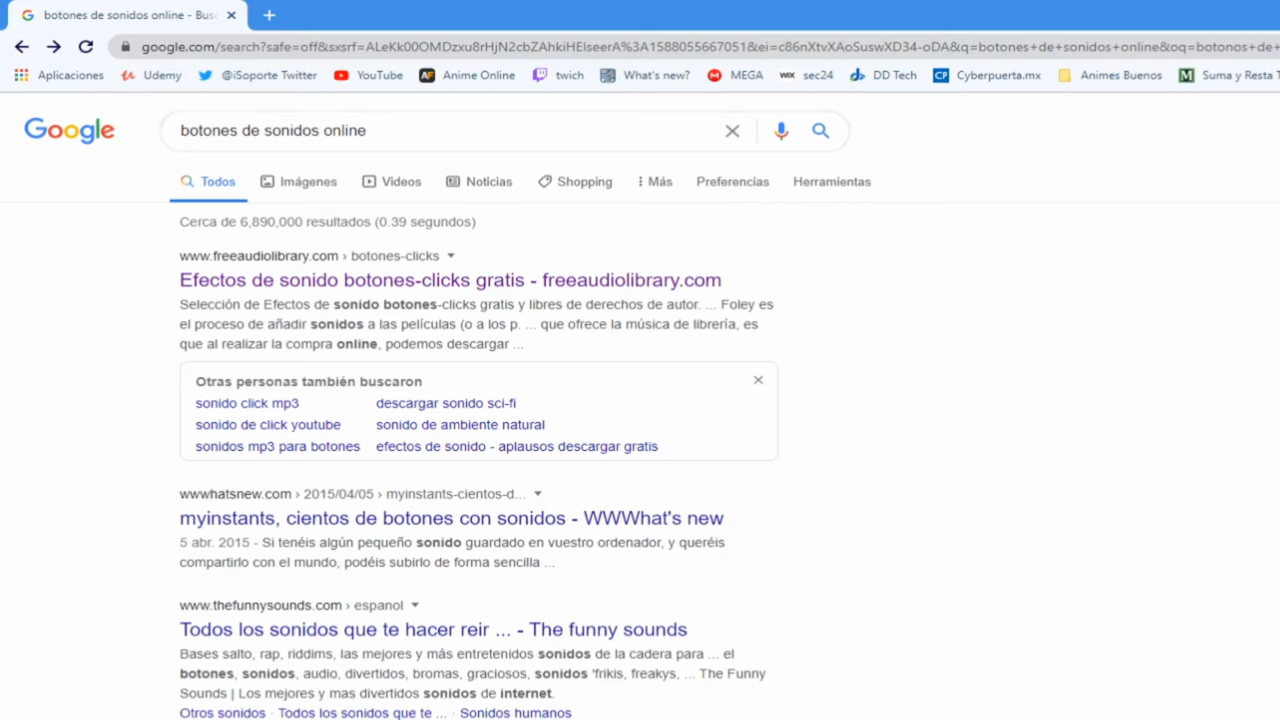 botones de sonidos online - Busc
google.com/search?safe=off&sxsrf=ALeKk00OMDzxu8rHjN2cbZAhkiHEIseerA%3A1588055667051&ei=c86nXtvXAoSuswXD34-oDA&q=botones+de+sonidos+online&oq=botonos+de+
Aplicaciones Udemy @iSoporte Twitter YouTube Anime Online twich What's new? MEGA WIX sec24 DD Tech CP Cyberpuerta.mx Animes Buenos M Suma y Resta T
Google botones de sonidos online
Todos Imágenes Videos Noticias Shopping Más Preferencias Herramientas
Cerca de 6,890,000 resultados (0.39 segundos)
www.freeaudiolibrary.com › botones-clicks
Efectos de sonido botones-clicks gratis - freeaudiolibrary.com
Selección de Efectos de sonido botones-clicks gratis y libres de derechos de autor. ... Foley es
el proceso de añadir sonidos a las películas (o a los p. ... que ofrece la música de librería, es
que al realizar la compra online, podemos descargar ...
Otras personas también buscaron
sonido click mp3 descargar sonido sci-fi
sonido de click youtube sonido de ambiente natural
sonidos mp3 para botones efectos de sonido - aplausos descargar gratis
wwwhatsnew.com › 2015/04/05 › myinstants-cientos-d...
myinstants, cientos de botones con sonidos - WWWhat's new
5 abr. 2015 - Si tenéis algún pequeño sonido guardado en vuestro ordenador, y queréis
compartirlo con el mundo, podéis subirlo de forma sencilla ...
www.thefunnysounds.com › espanol
Todos los sonidos que te hacer reir ... - The funny sounds
Bases salto, rap, riddims, las mejores y más entretenidos sonidos de la cadera para ... el
botones, sonidos, audio, divertidos, bromas, graciosos, sonidos 'frikis, freakys, ... The Funny
Sounds | Los mejores y mas divertidos sonidos de internet.
Otros sonidos · Todos los sonidos que te ... · Sonidos humanos